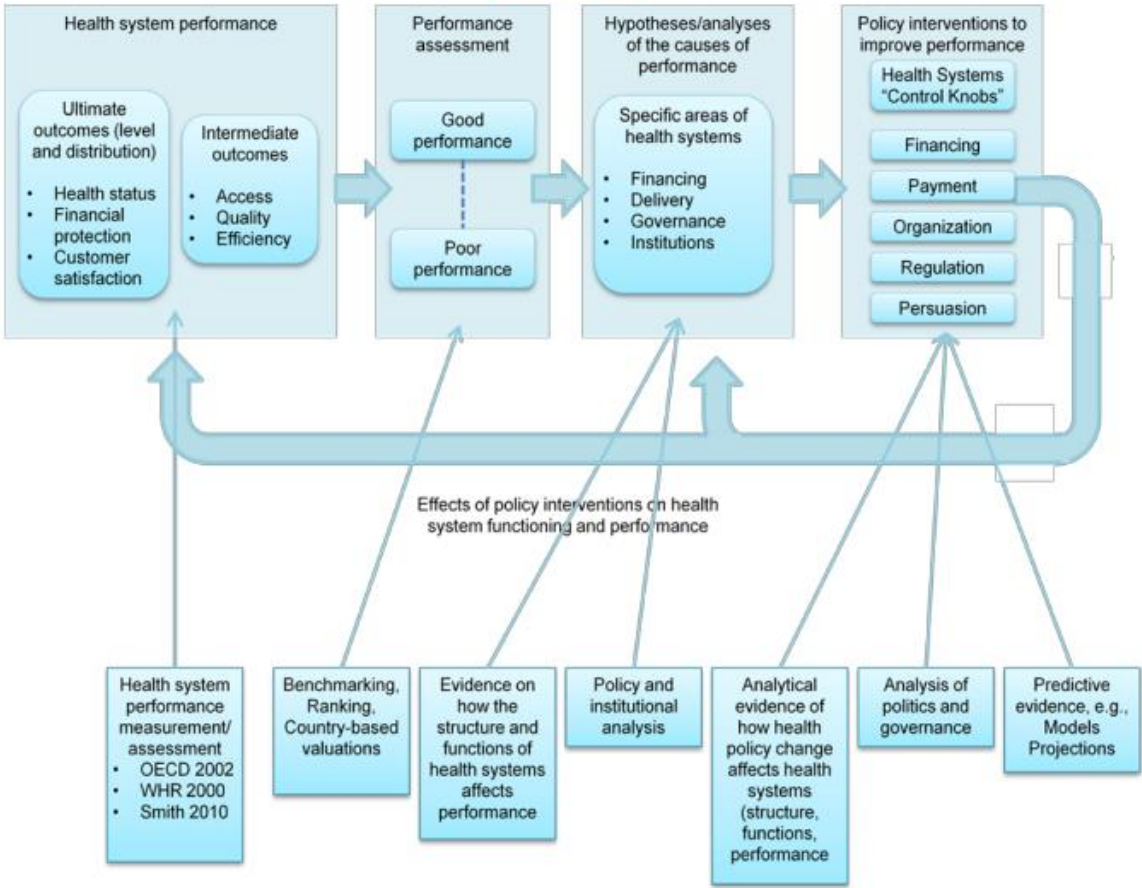 Health system performance
Ultimate
outcomes (level
and distribution)
• Health status
• Financial
protection
• Customer
satisfaction
Intermediate
outcomes
• Access
• Quality
• Efficiency
Performance
assessment
Good
performance
Poor
performance
Hypotheses/analyses
of the causes of
performance
Specific areas of
health systems
• Financing
• Delivery
• Governance
• Institutions
Policy interventions to
improve performance
Health Systems
“Control Knobs”
Financing
Payment
Organization
Regulation
Persuasion
Effects of policy interventions on health
system functioning and performance
Health system
performance
measurement/
assessment
• OECD 2002
• WHR 2000
• Smith 2010
Benchmarking,
Ranking,
Country-based
valuations
Evidence on
how the
structure and
functions of
health systems
affects
performance
Policy and
institutional
analysis
Analytical
evidence of
how health
policy change
affects health
systems
(structure,
functions,
performance
Analysis of
politics and
governance
Predictive
evidence, e.g.,
Models
Projections